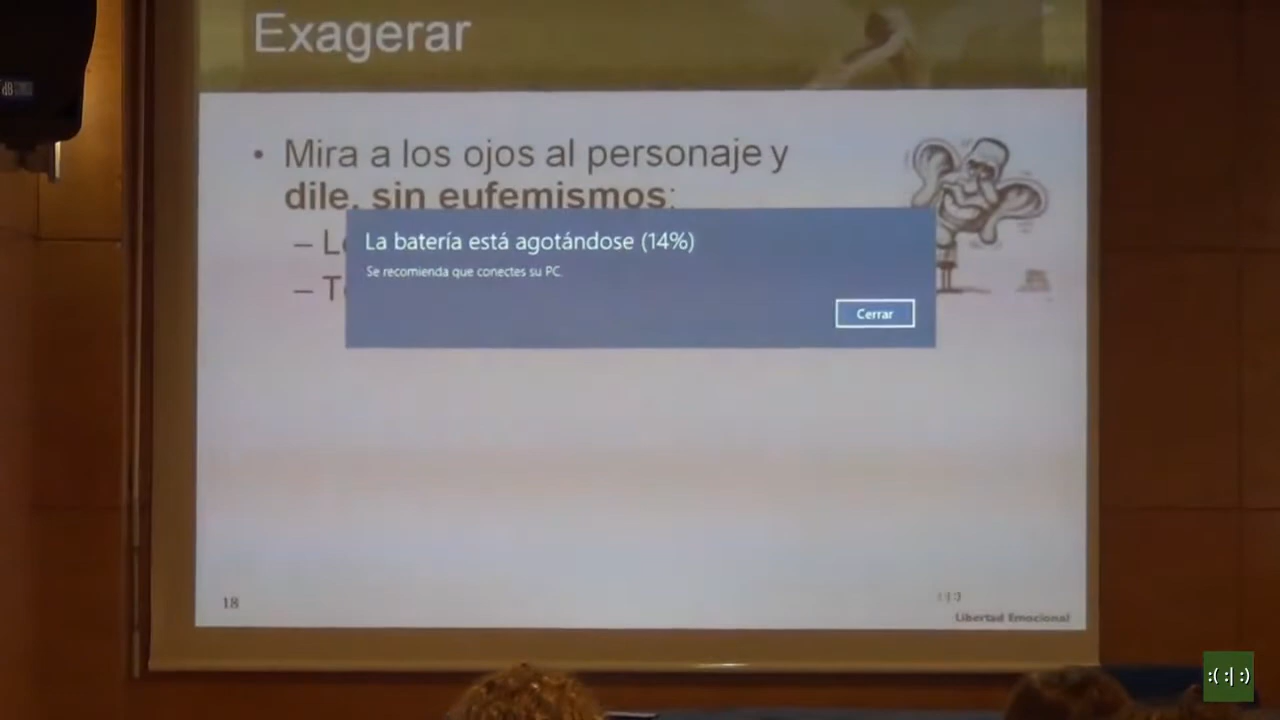 dB
Exagerar
• Mira a los ojos al personaje y
dile, sin eufemismos:
– L
La batería está agotándose (14%)
Se recomienda que conectes su PC.
– T
Cerrar
18
Libertad Emocional
:( :| :)